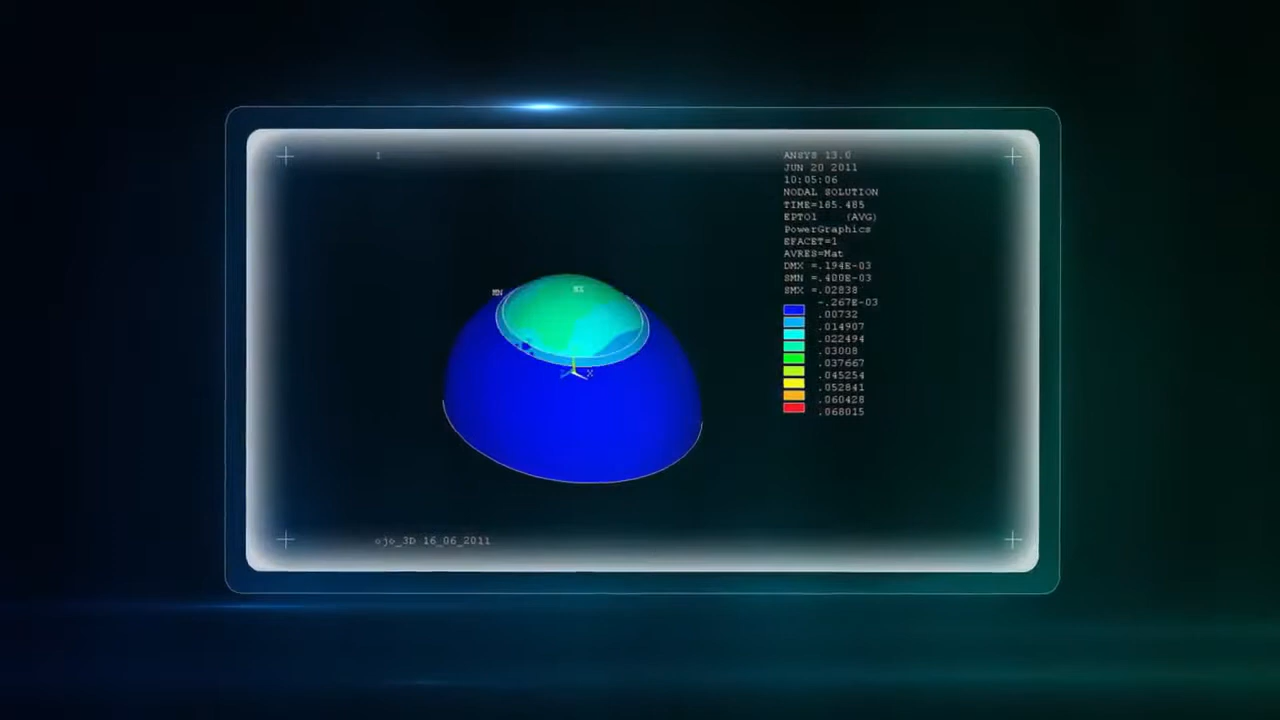 1
ANSYS 13.0
JUN 20 2011
10:05:06
NODAL SOLUTION
TIME=185.485
EPTO1 (AVG)
PowerGraphics
EFACET=1
AVRES=Mat
DMX =.194E-03
SMN =.400E-03
SMX =.02838
-.267E-03
.00732
.014907
.022494
.03008
.037667
.045254
.052841
.060428
.068015
MN
MX
X
ojo_3D 16_06_2011